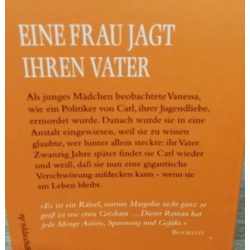 EINE FRAU JAGT
IHREN VATER
Als junges Mädchen beobachtete Vanessa,
wie ein Politiker von Carl, ihrer Jugendliebe,
ermordet wurde. Danach wurde sie in eine
Anstalt eingewiesen, weil sie zu wissen
glaubte, wer hinter allem steckte: ihr Vater.
Zwanzig Jahre später findet sie Carl wieder
und weiß, daß sie nun eine gigantische
Verschwörung aufdecken kann – wenn sie
am Leben bleibt.
»Es ist ein Rätsel, warum Margolin nicht ganz so
groß ist wie etwa Grisham ... Dieser Roman hat
jede Menge Action, Spannung und Gefahr.«
BOOKLIST